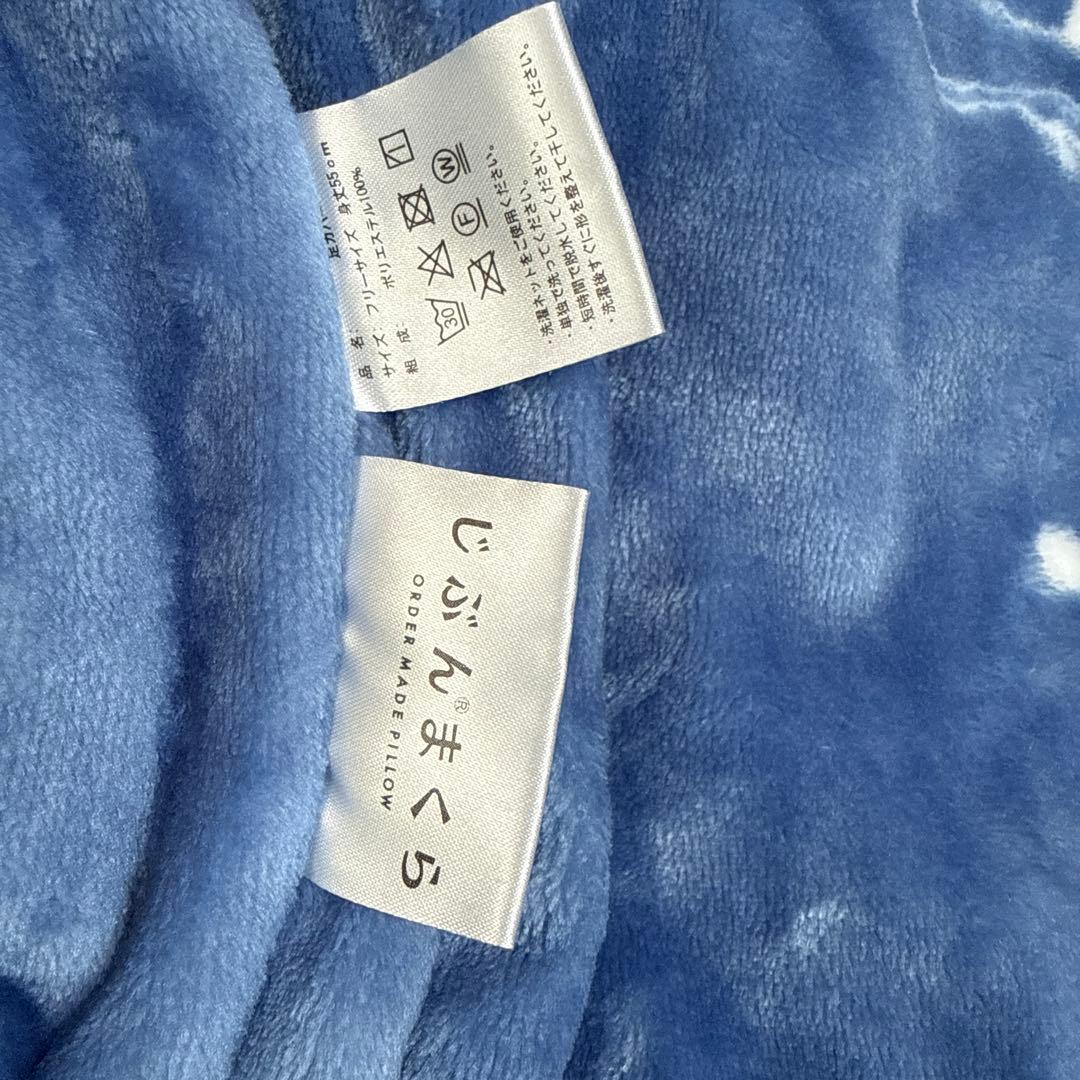 品 名：足カバー
サイズ フリーサイズ 身丈55cm
組 成 ポリエステル100%
30
W
F
・洗濯ネットをご使用ください。
・単独で洗ってください。
・短時間で脱水してください。
・洗濯後すぐに形を整えて干してください。
じぶんまくら®
ORDER MADE PILLOW